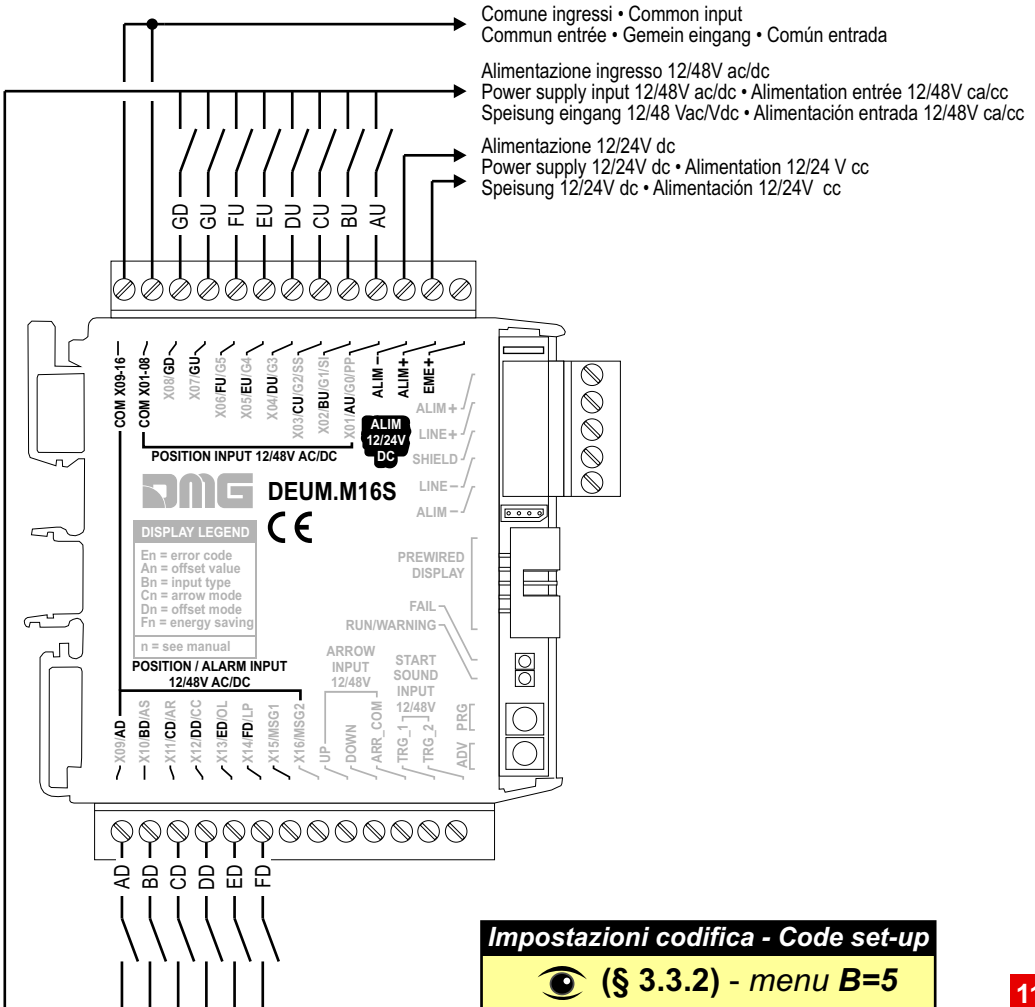 Comune ingressi • Common input
Commun entrée • Gemein eingang • Común entrada
Alimentazione ingresso 12/48V ac/dc
Power supply input 12/48V ac/dc • Alimentation entrée 12/48V ca/cc
Speisung eingang 12/48 Vac/Vdc • Alimentación entrada 12/48V ca/cc
Alimentazione 12/24V dc
Power supply 12/24V dc • Alimentation 12/24 V cc
Speisung 12/24V dc • Alimentación 12/24V cc
GD
GU
FU
EU
DU
CU
BU
AU
COM X09-16
COM X01-08
X08/GD
X07/GU
X06/FU/G5
X05/EU/G4
X04/DU/G3
X03/CU/G2/SS
X02/BU/G1/SI
X01/AU/G0/PP
ALIM-
ALIM+
EME+
ALIM
12/24V
DC
POSITION INPUT 12/48V AC/DC
ALIM+
LINE+
SHIELD
LINE-
ALIM-
DMG
DEUM.M16S
CE
DISPLAY LEGEND
En = error code
An = offset value
Bn = input type
Cn = arrow mode
Dn = offset mode
Fn = energy saving
n = see manual
PREWIRED
DISPLAY
FAIL
RUN/WARNING
POSITION / ALARM INPUT
12/48V AC/DC
ARROW
INPUT
12/48V
START
SOUND
INPUT
12/48V
X09/AD
X10/BD/AS
X11/CD/AR
X12/DD/CC
X13/ED/OL
X14/FD/LP
X15/MSG1
X16/MSG2
UP
DOWN
ARR_COM
TRG_1
TRG_2
ADV
PRG
AD
BD
CD
DD
ED
FD
Impostazioni codifica - Code set-up
(§ 3.3.2) - menu B=5